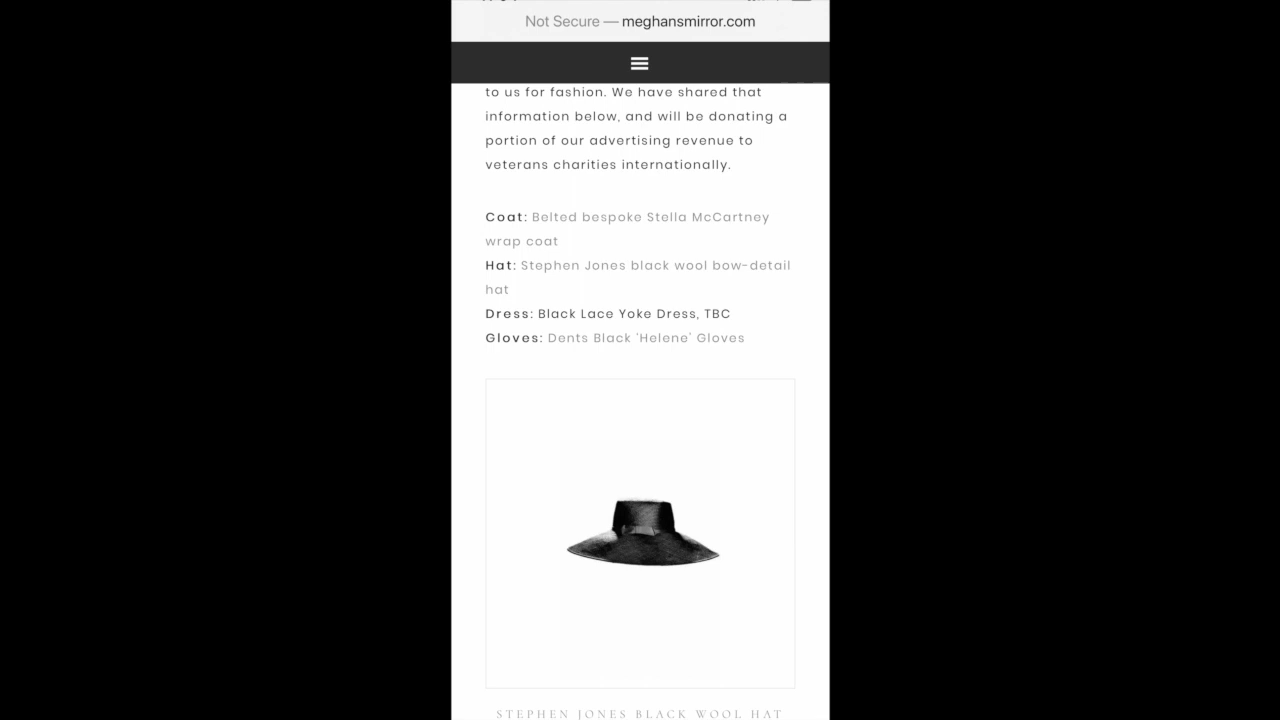 Not Secure — meghansmirror.com
to us for fashion. We have shared that
information below, and will be donating a
portion of our advertising revenue to
veterans charities internationally.
Coat: Belted bespoke Stella McCartney
wrap coat
Hat: Stephen Jones black wool bow-detail
hat
Dress: Black Lace Yoke Dress, TBC
Gloves: Dents Black 'Helene' Gloves
STEPHEN JONES BLACK WOOL HAT